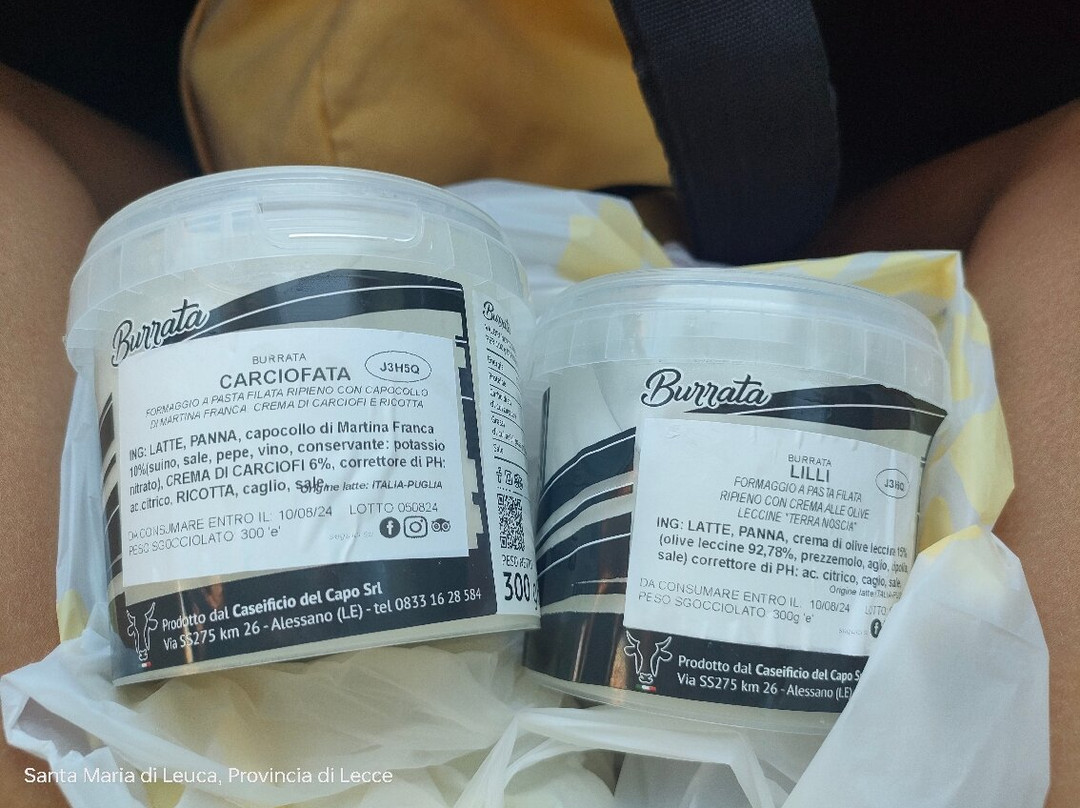 Burrata
BURRATA
CARCIOFATA
J3H5Q
FORMAGGIO A PASTA FILATA RIPIENO CON CAPOCOLLO
DI MARTINA FRANCA, CREMA DI CARCIOFI E RICOTTA
ING: LATTE, PANNA, capocollo di Martina Franca
10%(suino, sale, pepe, vino, conservante: potassio
nitrato), CREMA DI CARCIOFI 6%, correttore di PH:
ac.citrico, RICOTTA, caglio, sale.
Origine latte: ITALIA-PUGLIA
DA CONSUMARE ENTRO IL: 10/08/24 LOTTO 050824
PESO SGOCCIOLATO: 300 'e'
Prodotto dal Caseificio del Capo Srl
Via SS275 km 26 - Alessano (LE) - tel 0833 16 28 584
Burrata
300
Burrata
BURRATA
LILLI
FORMAGGIO A PASTA FILATA
RIPIENO CON CREMA ALLE OLIVE
LECCINE "TERRA NOSCIA"
ING: LATTE, PANNA, crema di olive leccine 15%
(olive leccine 92,78%, prezzemolo, aglio,
sale) correttore di PH: ac. citrico, caglio, sale.
Origine latte
DA CONSUMARE ENTRO IL: 10/08/24 LOTTO
PESO SGOCCIOLATO: 300g 'e'
Prodotto dal Caseificio del Capo
Via SS275 km 26 - Alessano (LE)
Santa Maria di Leuca, Provincia di Lecce